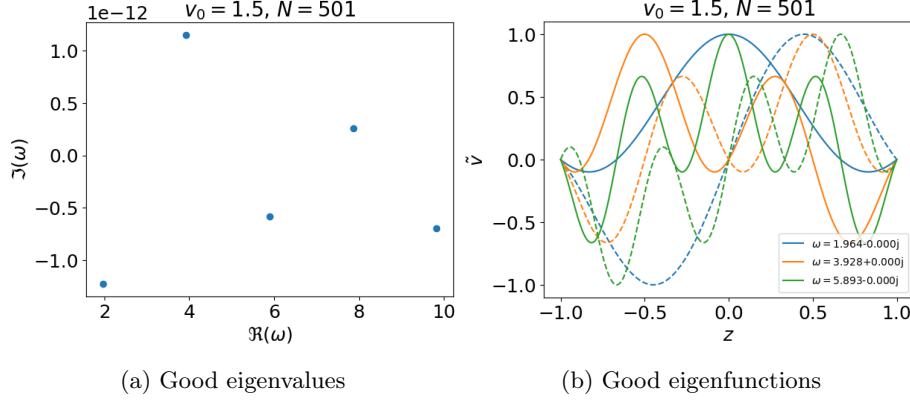 v₀ = 1.5, N = 501
1e−12
1.0
0.5
0.0
−0.5
−1.0
ℑ(ω)
2 4 6 8 10
ℜ(ω)
(a) Good eigenvalues
v₀ = 1.5, N = 501
1.0
0.5
0.0
−0.5
−1.0
ṽ
ω = 1.964-0.000j
ω = 3.928+0.000j
ω = 5.893-0.000j
−1.0 −0.5 0.0 0.5 1.0
z
(b) Good eigenfunctions